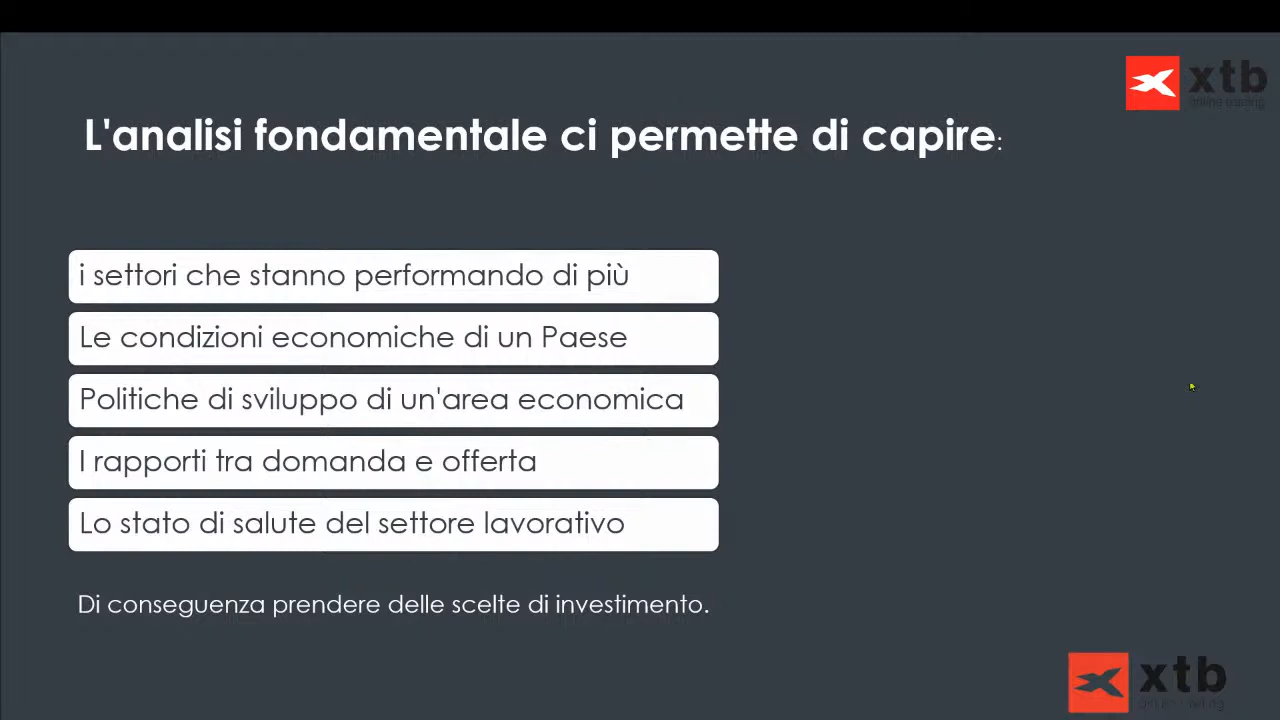 xtb
online trading
L'analisi fondamentale ci permette di capire:
i settori che stanno performando di più
Le condizioni economiche di un Paese
Politiche di sviluppo di un'area economica
I rapporti tra domanda e offerta
Lo stato di salute del settore lavorativo
Di conseguenza prendere delle scelte di investimento.
xtb